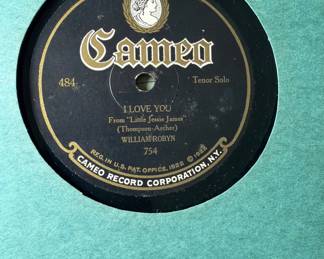 Cameo
484 Tenor Solo
I LOVE YOU
From "Little Jessie James"
(Thompson-Archer)
WILLIAM ROBYN
754
REG. IN U.S. PAT. OFFICE, 1922 © 1922
CAMEO RECORD CORPORATION, N.Y.